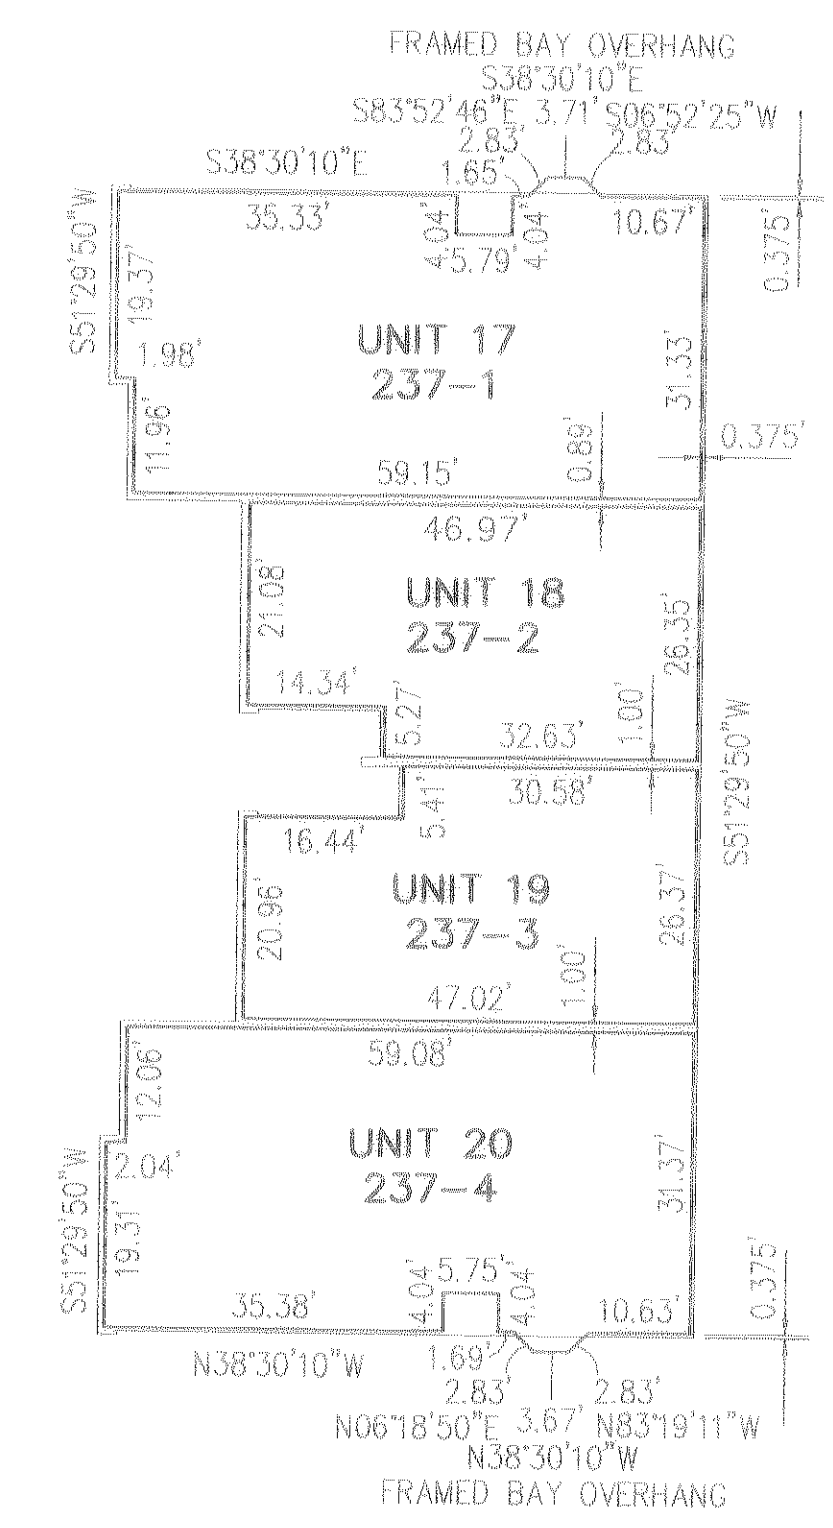 FRAMED BAY OVERHANG
S38°30'10"E
S83°52'46"E 3.71' S06°52'25"W
2.83' 2.83'
S38°30'10"E 1.65'
35.33' 10.67'
4.04' 5.79' 4.04'
0.375'
S51°29'50"W
19.37'
1.98'
11.96'
UNIT 17
237-1
31.33'
0.375'
0.89'
59.15'
46.97'
21.08'
UNIT 18
237-2
26.35'
14.34'
5.27'
32.63'
1.00'
S51°29'50"W
30.58'
5.41'
16.44'
20.96'
UNIT 19
237-3
26.37'
1.00'
47.02'
59.08'
12.06'
2.04'
S51°29'50"W
19.31'
UNIT 20
237-4
31.37'
4.04' 5.75' 4.04'
35.38' 10.63'
0.375'
N38°30'10"W 1.69'
2.83' 2.83'
N06°18'50"E 3.67' N83°19'11"W
N38°30'10"W
FRAMED BAY OVERHANG